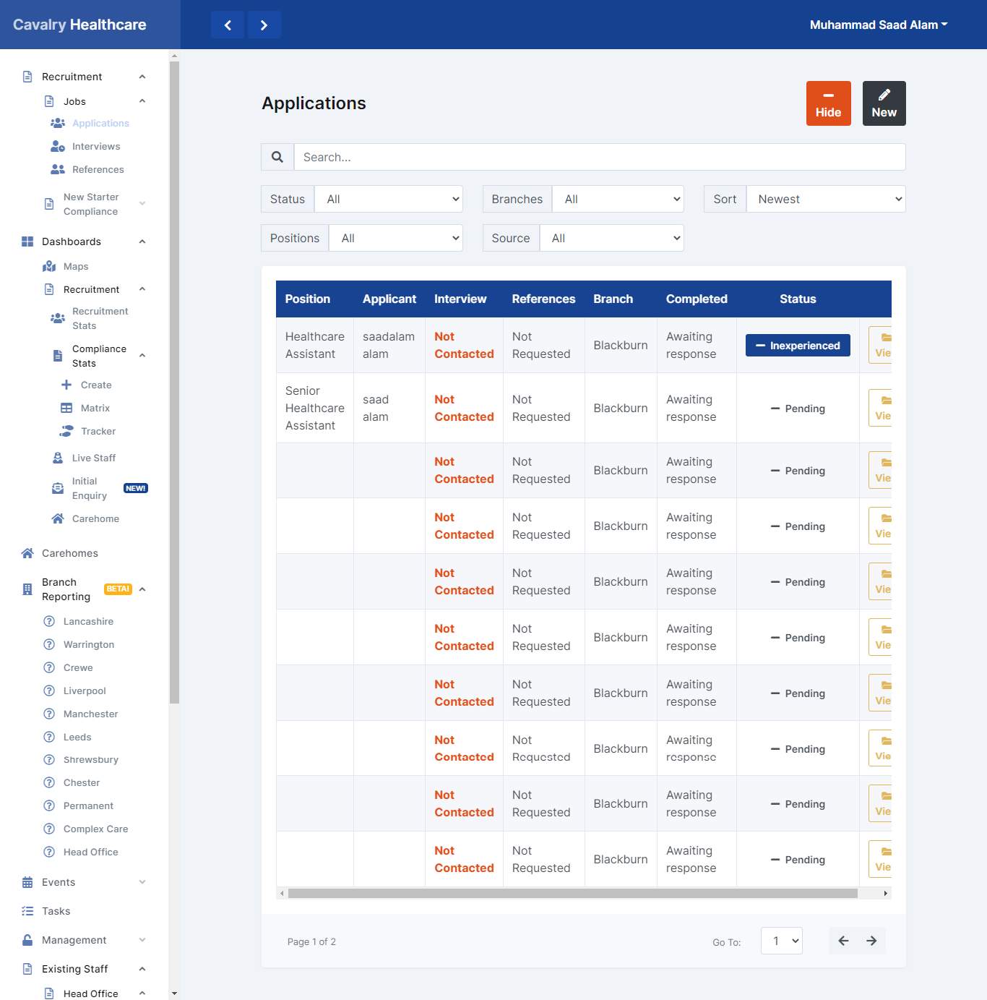 Cavalry Healthcare
Muhammad Saad Alam
Recruitment
Jobs
Applications
Interviews
References
New Starter
Compliance
Dashboards
Maps
Recruitment
Recruitment
Stats
Compliance
Stats
Create
Matrix
Tracker
Live Staff
Initial
Enquiry NEW!
Carehome
Carehomes
Branch
Reporting BETA!
Lancashire
Warrington
Crewe
Liverpool
Manchester
Leeds
Shrewsbury
Chester
Permanent
Complex Care
Head Office
Events
Tasks
Management
Existing Staff
Head Office
Applications
Hide
New
Search...
Status All
Branches All
Sort Newest
Positions All
Source All
Position Applicant Interview References Branch Completed Status
Healthcare Assistant saadalam alam Not Contacted Not Requested Blackburn Awaiting response Inexperienced Vie
Senior Healthcare Assistant saad alam Not Contacted Not Requested Blackburn Awaiting response Pending Vie
Not Contacted Not Requested Blackburn Awaiting response Pending Vie
Not Contacted Not Requested Blackburn Awaiting response Pending Vie
Not Contacted Not Requested Blackburn Awaiting response Pending Vie
Not Contacted Not Requested Blackburn Awaiting response Pending Vie
Not Contacted Not Requested Blackburn Awaiting response Pending Vie
Not Contacted Not Requested Blackburn Awaiting response Pending Vie
Not Contacted Not Requested Blackburn Awaiting response Pending Vie
Not Contacted Not Requested Blackburn Awaiting response Pending Vie
Page 1 of 2
Go To: 1